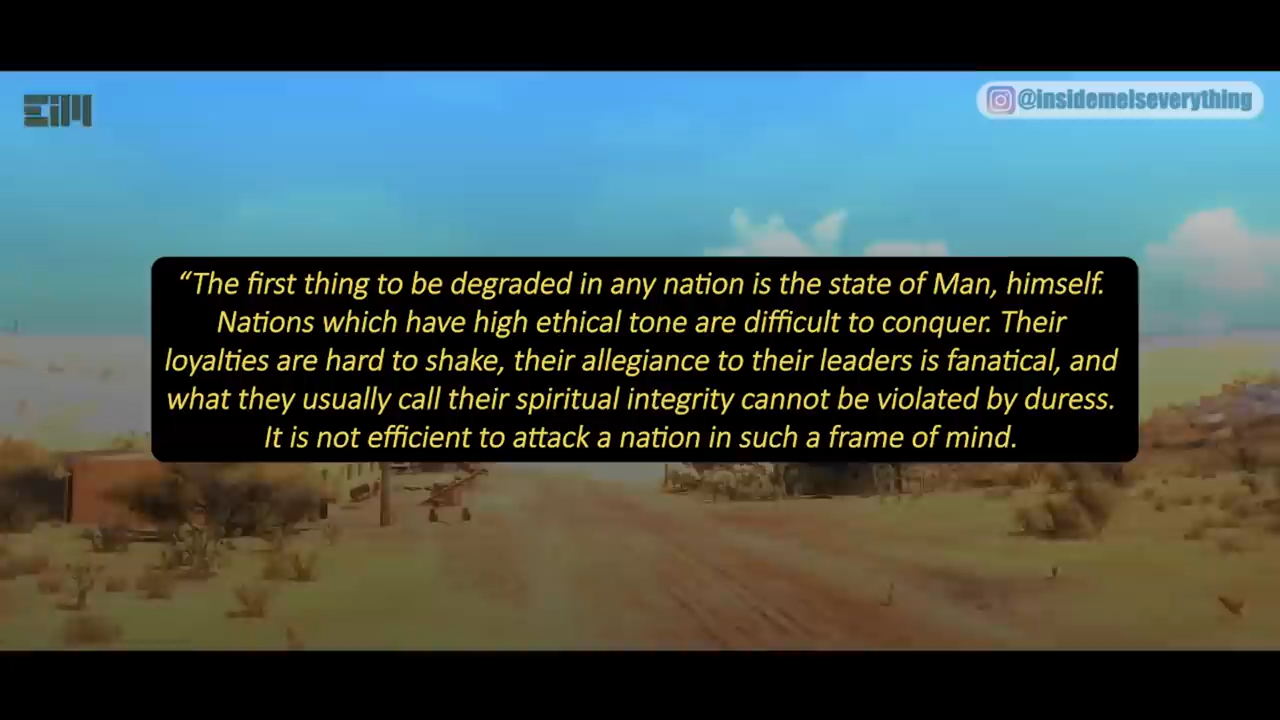 EiM
@insidemeiseverything
“The first thing to be degraded in any nation is the state of Man, himself.
Nations which have high ethical tone are difficult to conquer. Their
loyalties are hard to shake, their allegiance to their leaders is fanatical, and
what they usually call their spiritual integrity cannot be violated by duress.
It is not efficient to attack a nation in such a frame of mind.